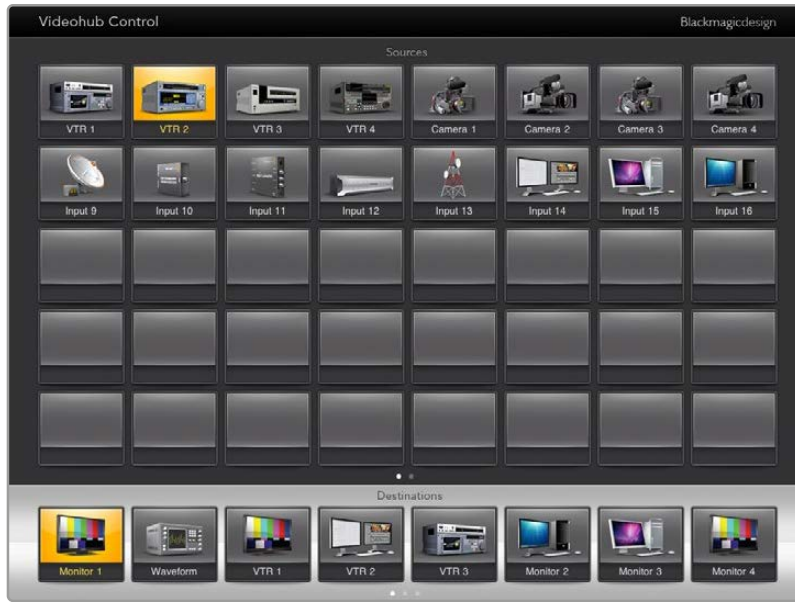 Videohub Control
Blackmagicdesign
Sources
VTR 1
VTR 2
VTR 3
VTR 4
Camera 1
Camera 2
Camera 3
Camera 4
Input 9
Input 10
Input 11
Input 12
Input 13
Input 14
Input 15
Input 16
Destinations
Monitor 1
Waveform
VTR 1
VTR 2
VTR 3
Monitor 2
Monitor 3
Monitor 4